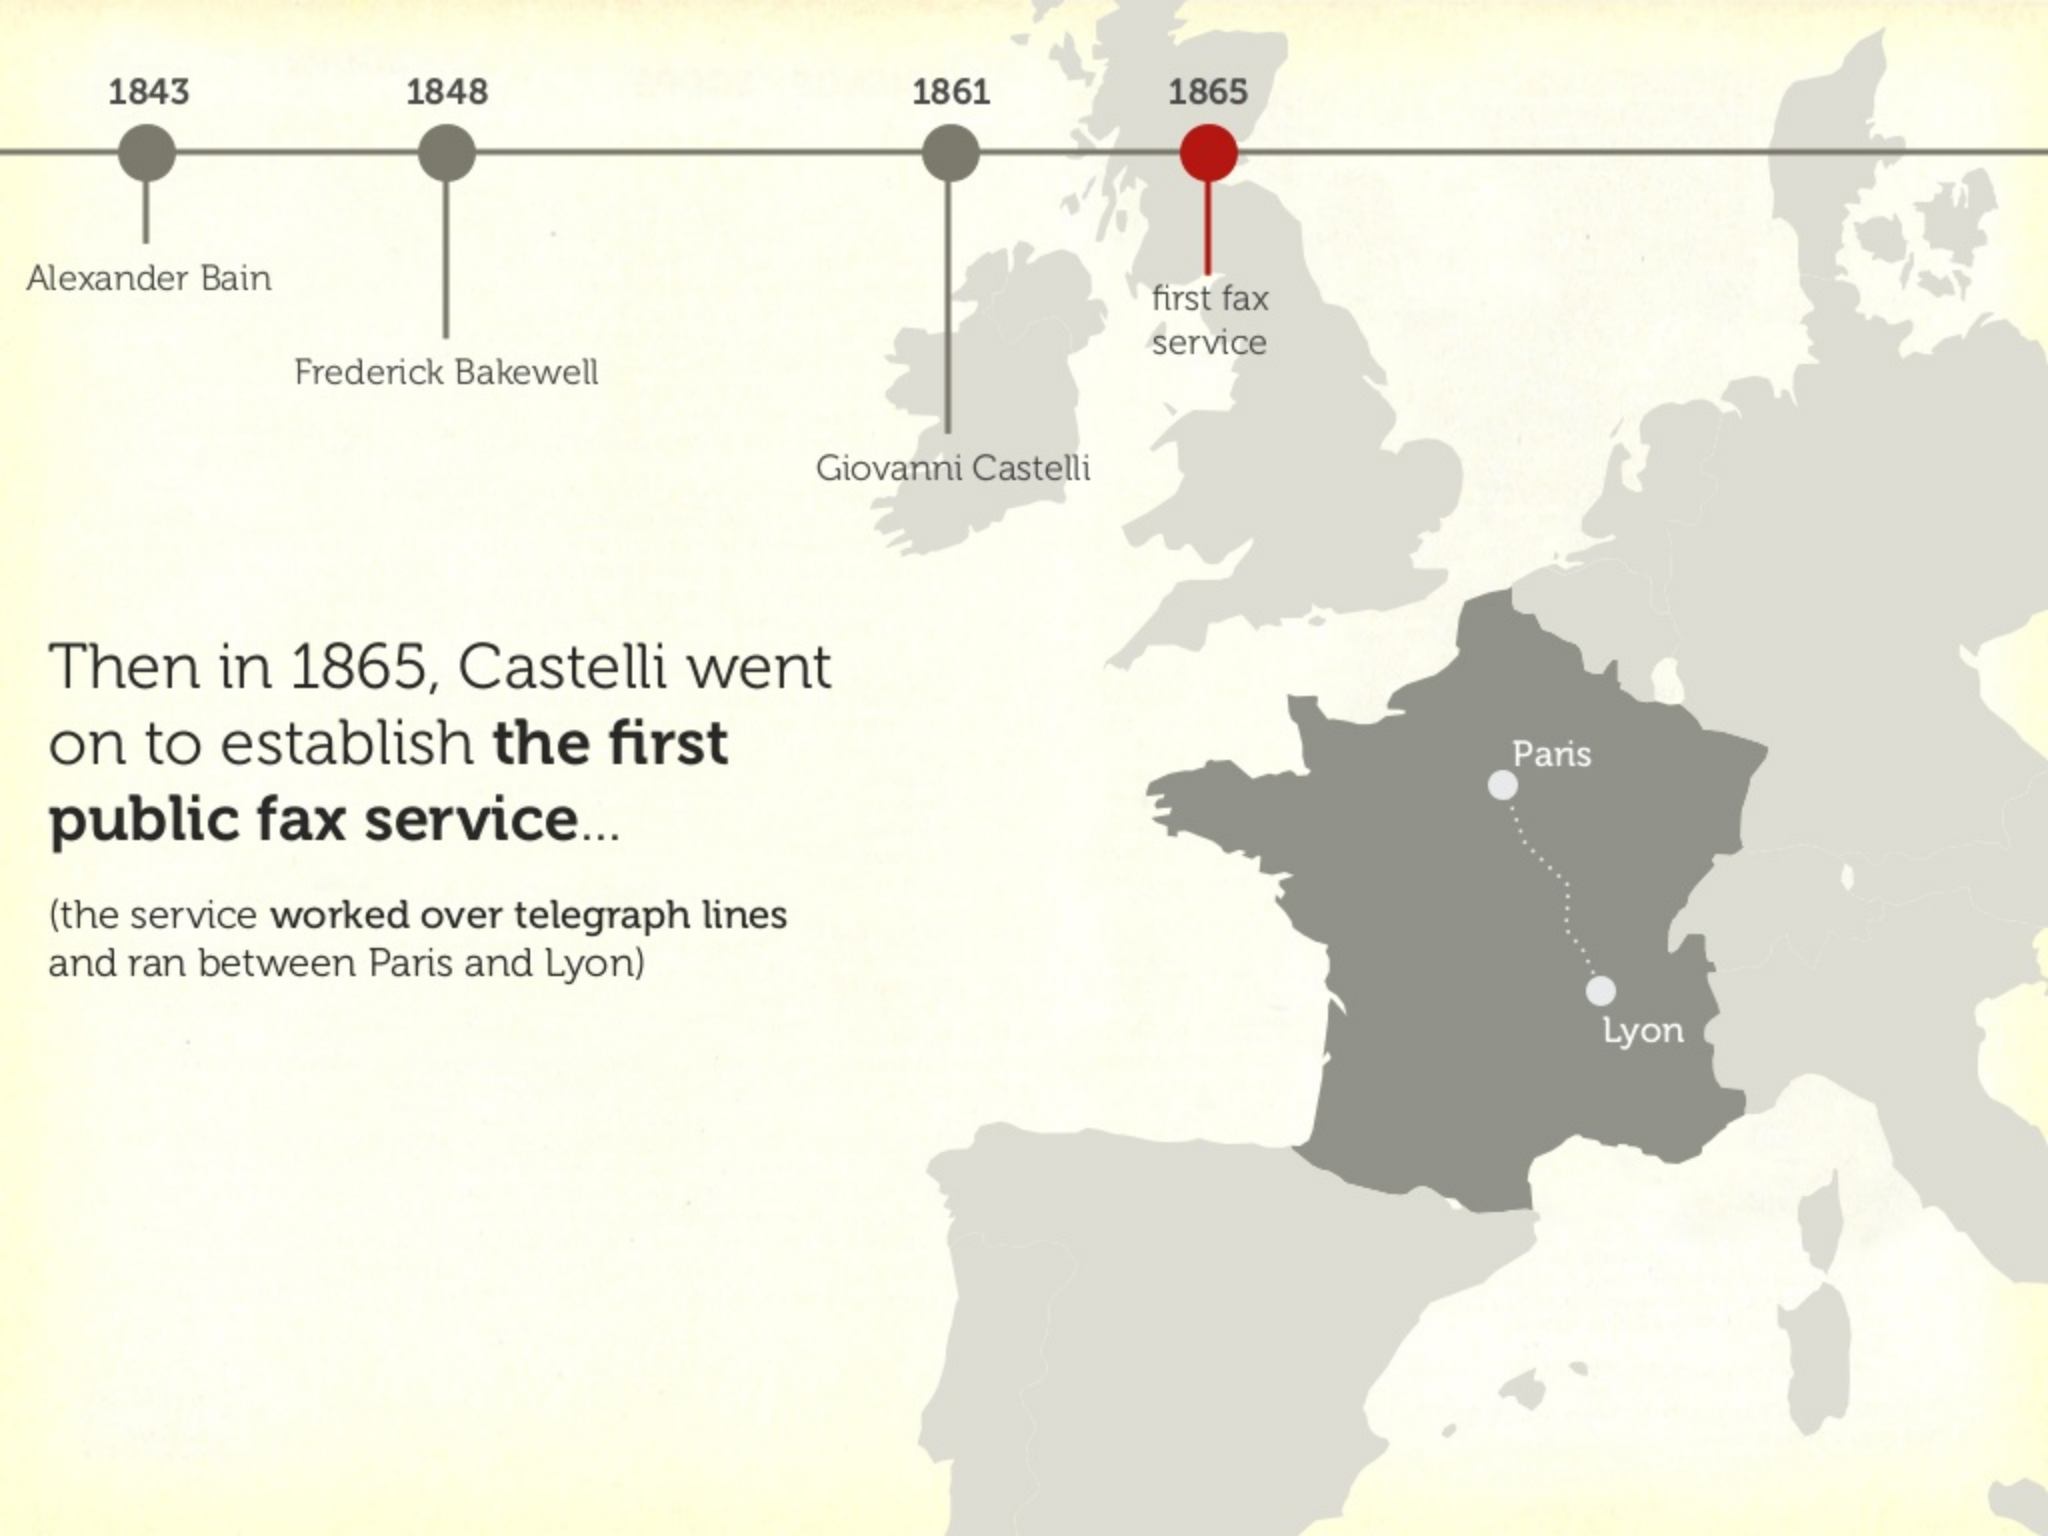 1843
1848
1861
1865
Alexander Bain
Frederick Bakewell
Giovanni Castelli
first fax
service
Then in 1865, Castelli went
on to establish the first
public fax service...
(the service worked over telegraph lines
and ran between Paris and Lyon)
Paris
Lyon